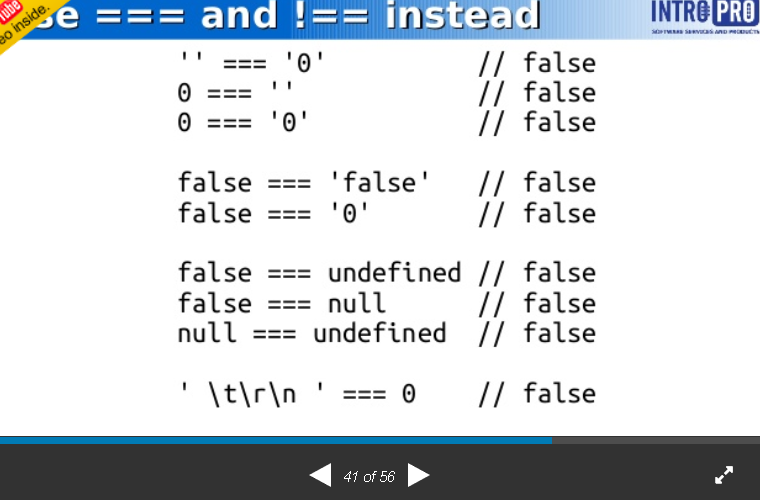 se === and !== instead
INTRO PRO
SOFTWARE SERVICES AND PRODUCTS
ube
eo inside.
'' === '0' // false
0 === '' // false
0 === '0' // false
false === 'false' // false
false === '0' // false
false === undefined // false
false === null // false
null === undefined // false
' \t\r\n ' === 0 // false
41 of 56